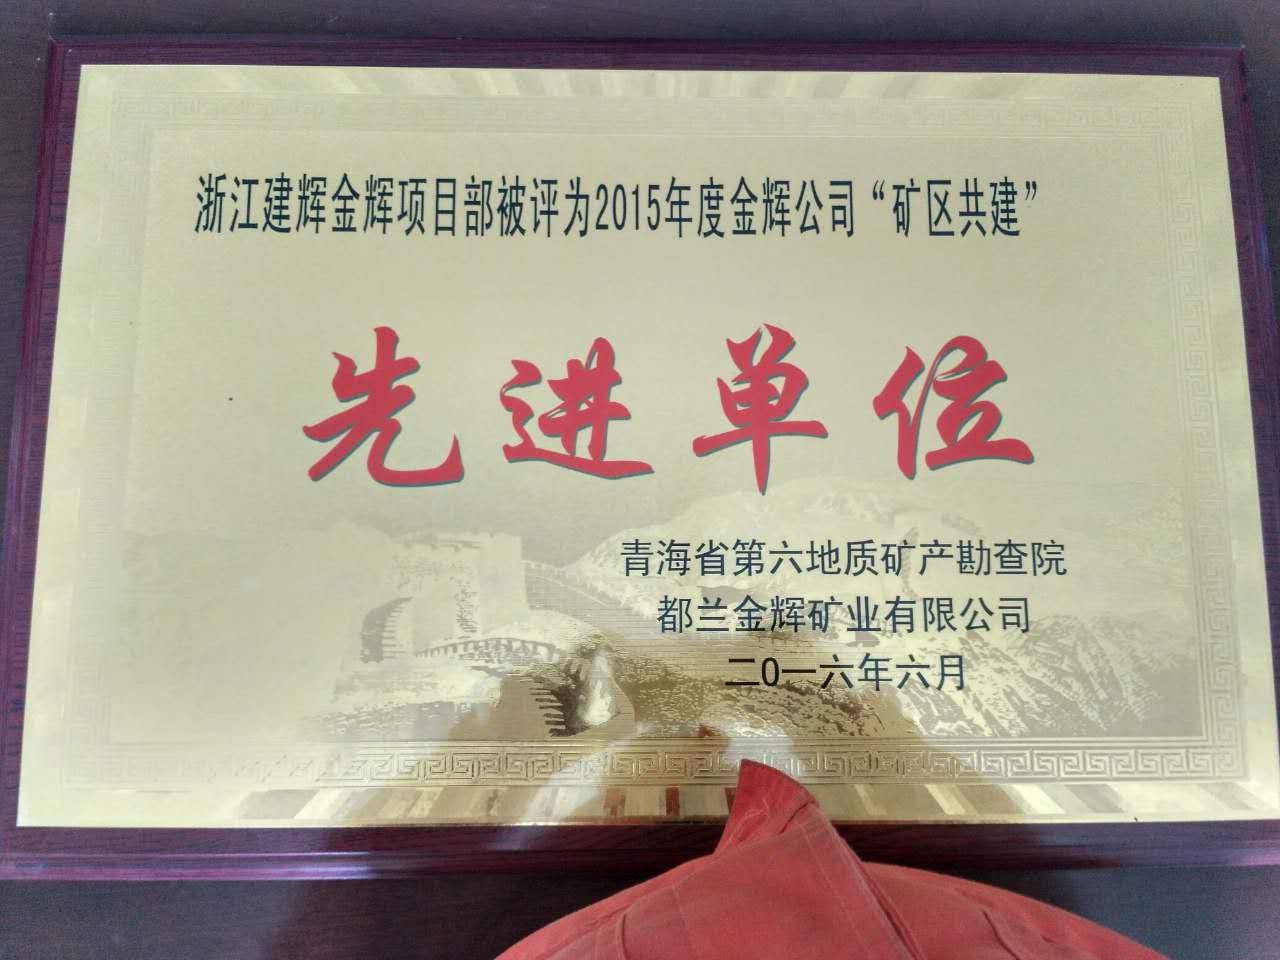 浙江建辉金辉项目部被评为2015年度金辉公司“矿区共建”
先进单位
青海省第六地质矿产勘查院
都兰金辉矿业有限公司
二0一六年六月